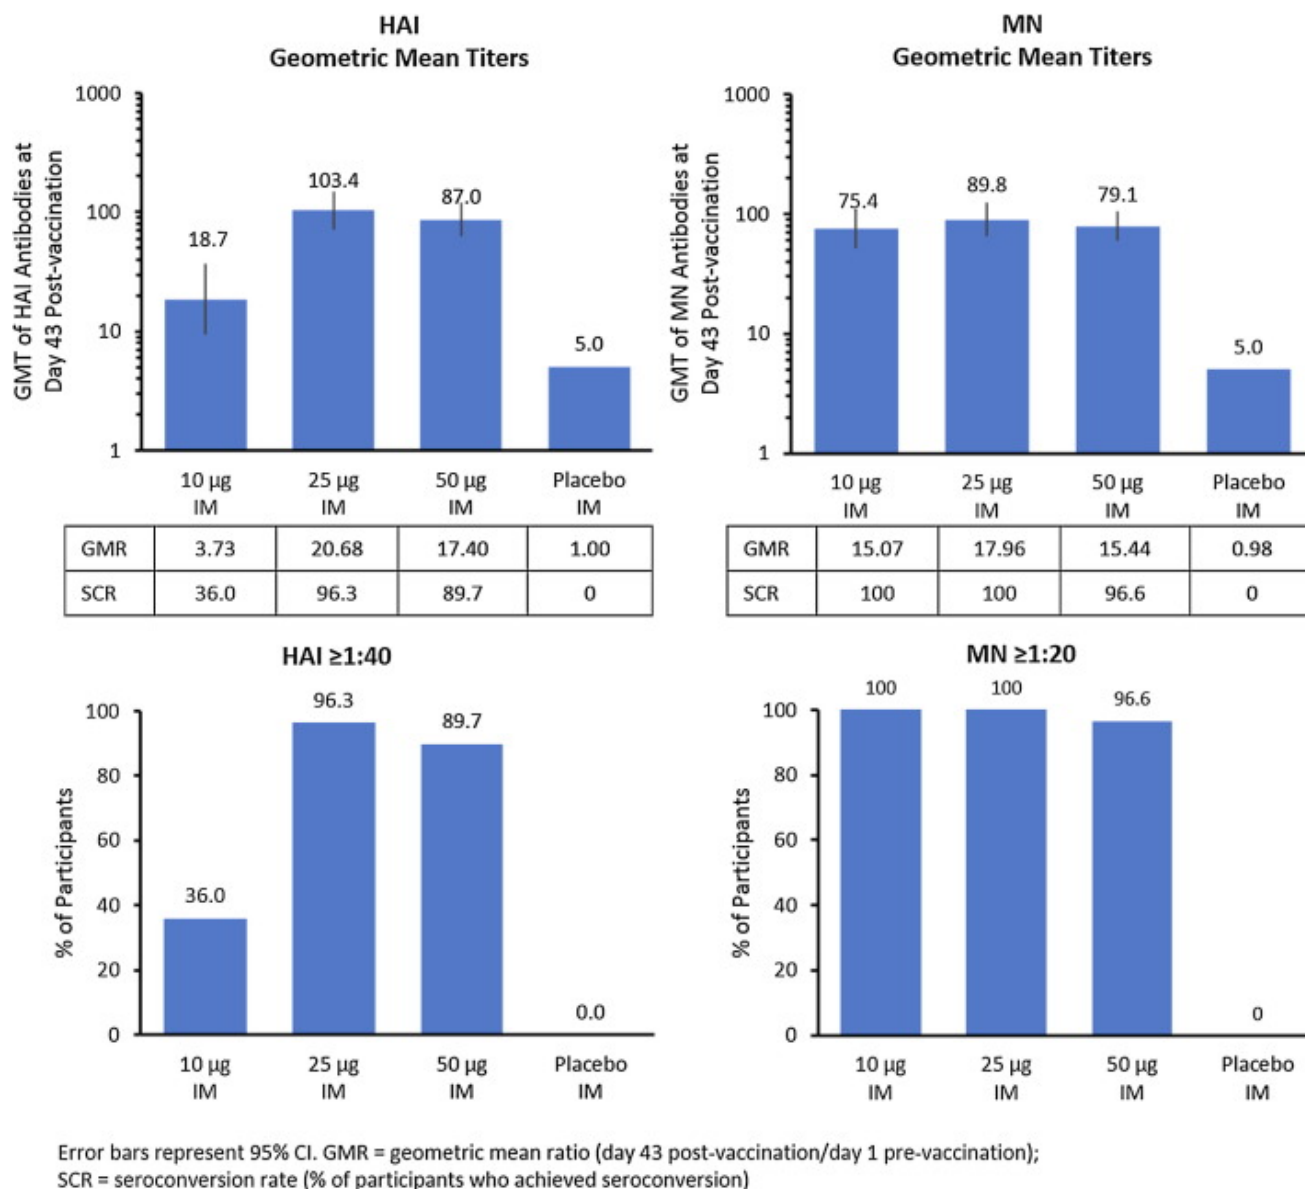 HAI
Geometric Mean Titers
GMT of HAI Antibodies at
Day 43 Post-vaccination
1000
100
10
1
18.7
103.4
87.0
5.0
10 µg
IM
25 µg
IM
50 µg
IM
Placebo
IM
GMR 3.73 20.68 17.40 1.00
SCR 36.0 96.3 89.7 0
MN
Geometric Mean Titers
GMT of MN Antibodies at
Day 43 Post-vaccination
1000
100
10
1
75.4
89.8
79.1
5.0
10 µg
IM
25 µg
IM
50 µg
IM
Placebo
IM
GMR 15.07 17.96 15.44 0.98
SCR 100 100 96.6 0
HAI ≥1:40
% of Participants
100
80
60
40
20
0
36.0
96.3
89.7
0.0
10 µg
IM
25 µg
IM
50 µg
IM
Placebo
IM
MN ≥1:20
% of Participants
100
80
60
40
20
0
100
100
96.6
0
10 µg
IM
25 µg
IM
50 µg
IM
Placebo
IM
Error bars represent 95% CI. GMR = geometric mean ratio (day 43 post-vaccination/day 1 pre-vaccination);
SCR = seroconversion rate (% of participants who achieved seroconversion)